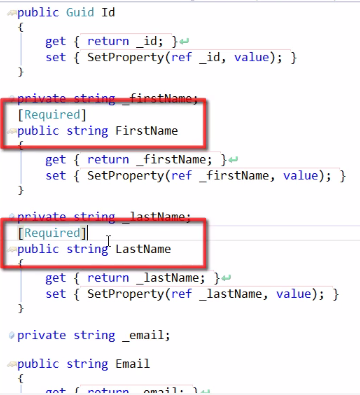 public Guid Id
{
get { return _id; }
set { SetProperty(ref _id, value); }
}
private string _firstName;
[Required]
public string FirstName
{
get { return _firstName; }
set { SetProperty(ref _firstName, value); }
}
private string _lastName;
[Required]
public string LastName
{
get { return _lastName; }
set { SetProperty(ref _lastName, value); }
}
private string _email;
public string Email
{
get { return _email; }